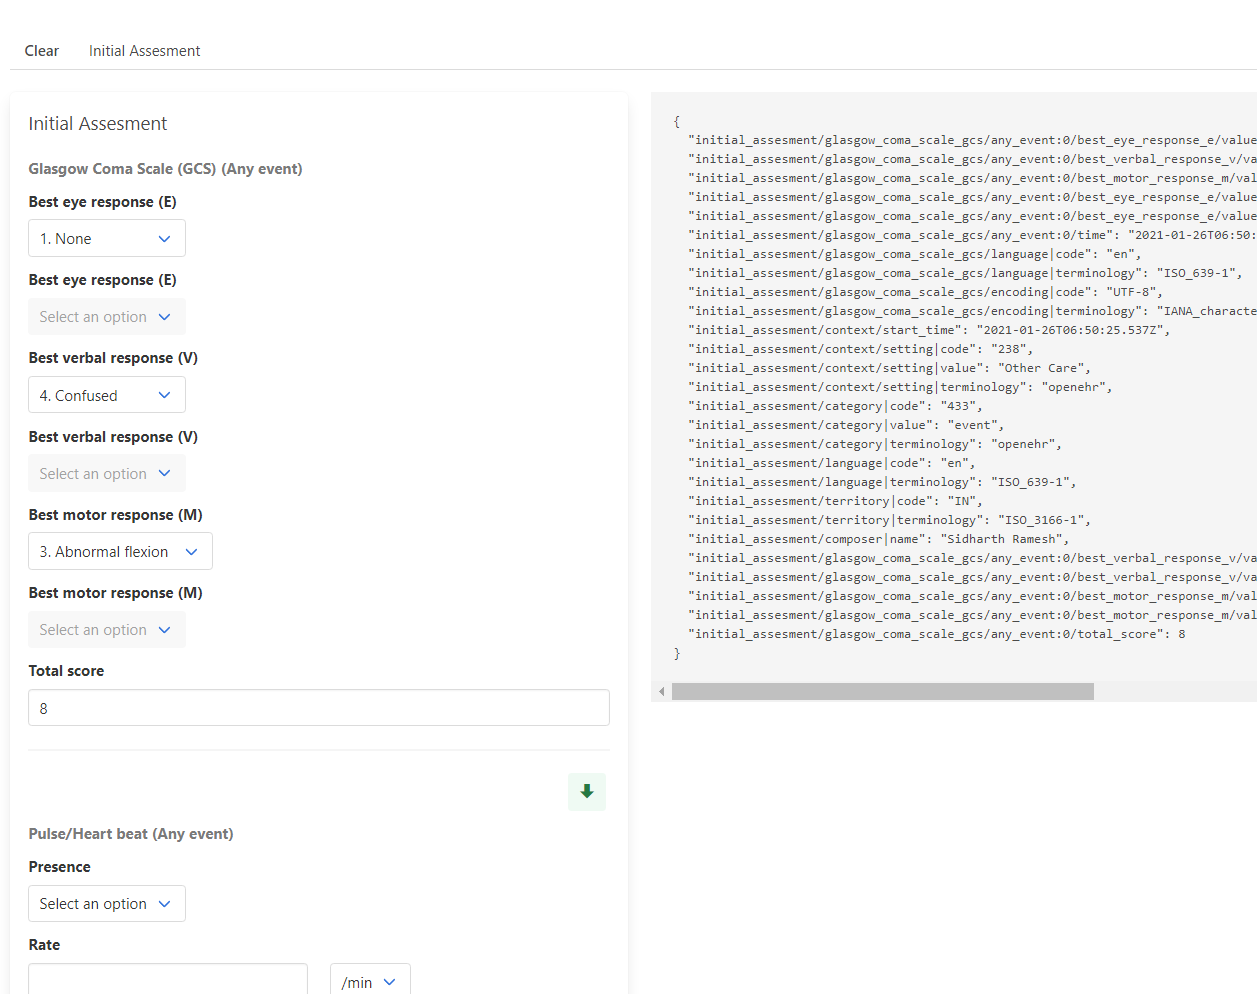 Clear Initial Assesment
Initial Assesment
Glasgow Coma Scale (GCS) (Any event)
Best eye response (E)
1. None
Best eye response (E)
Select an option
Best verbal response (V)
4. Confused
Best verbal response (V)
Select an option
Best motor response (M)
3. Abnormal flexion
Best motor response (M)
Select an option
Total score
8
Pulse/Heart beat (Any event)
Presence
Select an option
Rate
/min
{
"initial_assesment/glasgow_coma_scale_gcs/any_event:0/best_eye_response_e/value
"initial_assesment/glasgow_coma_scale_gcs/any_event:0/best_verbal_response_v/va
"initial_assesment/glasgow_coma_scale_gcs/any_event:0/best_motor_response_m/val
"initial_assesment/glasgow_coma_scale_gcs/any_event:0/best_eye_response_e/value
"initial_assesment/glasgow_coma_scale_gcs/any_event:0/best_eye_response_e/value
"initial_assesment/glasgow_coma_scale_gcs/any_event:0/time": "2021-01-26T06:50:
"initial_assesment/glasgow_coma_scale_gcs/language|code": "en",
"initial_assesment/glasgow_coma_scale_gcs/language|terminology": "ISO_639-1",
"initial_assesment/glasgow_coma_scale_gcs/encoding|code": "UTF-8",
"initial_assesment/glasgow_coma_scale_gcs/encoding|terminology": "IANA_characte
"initial_assesment/context/start_time": "2021-01-26T06:50:25.537Z",
"initial_assesment/context/setting|code": "238",
"initial_assesment/context/setting|value": "Other Care",
"initial_assesment/context/setting|terminology": "openehr",
"initial_assesment/category|code": "433",
"initial_assesment/category|value": "event",
"initial_assesment/category|terminology": "openehr",
"initial_assesment/language|code": "en",
"initial_assesment/language|terminology": "ISO_639-1",
"initial_assesment/territory|code": "IN",
"initial_assesment/territory|terminology": "ISO_3166-1",
"initial_assesment/composer|name": "Sidharth Ramesh",
"initial_assesment/glasgow_coma_scale_gcs/any_event:0/best_verbal_response_v/va
"initial_assesment/glasgow_coma_scale_gcs/any_event:0/best_verbal_response_v/va
"initial_assesment/glasgow_coma_scale_gcs/any_event:0/best_motor_response_m/val
"initial_assesment/glasgow_coma_scale_gcs/any_event:0/best_motor_response_m/val
"initial_assesment/glasgow_coma_scale_gcs/any_event:0/total_score": 8
}